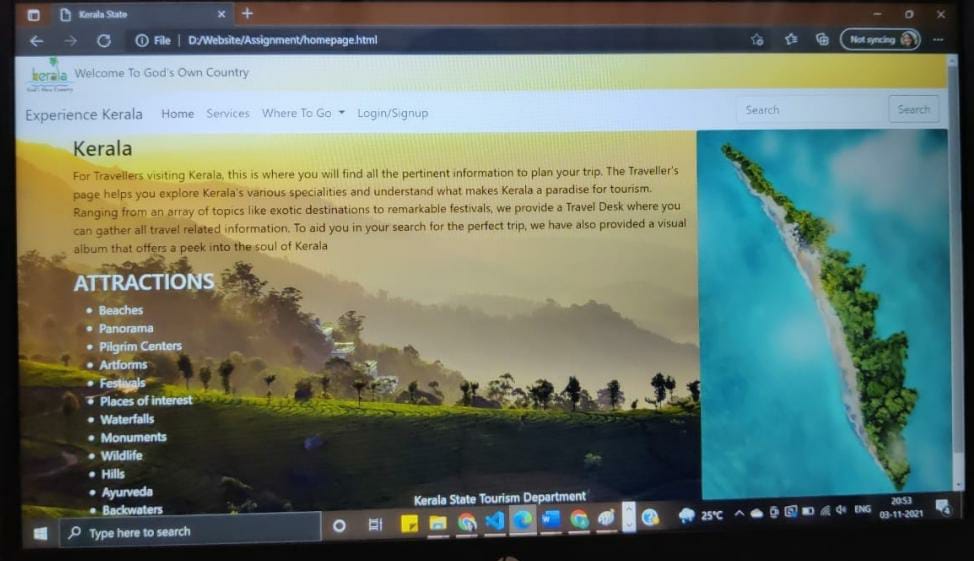 Kerala State
File | D:/Website/Assignment/homepage.html
Not syncing
kerala
God's Own Country
Welcome To God's Own Country
Experience Kerala Home Services Where To Go Login/Signup Search Search
Kerala
For Travellers visiting Kerala, this is where you will find all the pertinent information to plan your trip. The Traveller's
page helps you explore Kerala's various specialities and understand what makes Kerala a paradise for tourism.
Ranging from an array of topics like exotic destinations to remarkable festivals, we provide a Travel Desk where you
can gather all travel related information. To aid you in your search for the perfect trip, we have also provided a visual
album that offers a peek into the soul of Kerala
ATTRACTIONS
Beaches
Panorama
Pilgrim Centers
Artforms
Festivals
Places of interest
Waterfalls
Monuments
Wildlife
Hills
Ayurveda
Backwaters
Kerala State Tourism Department
Type here to search
25°C
ENG
20:53
03-11-2021
4